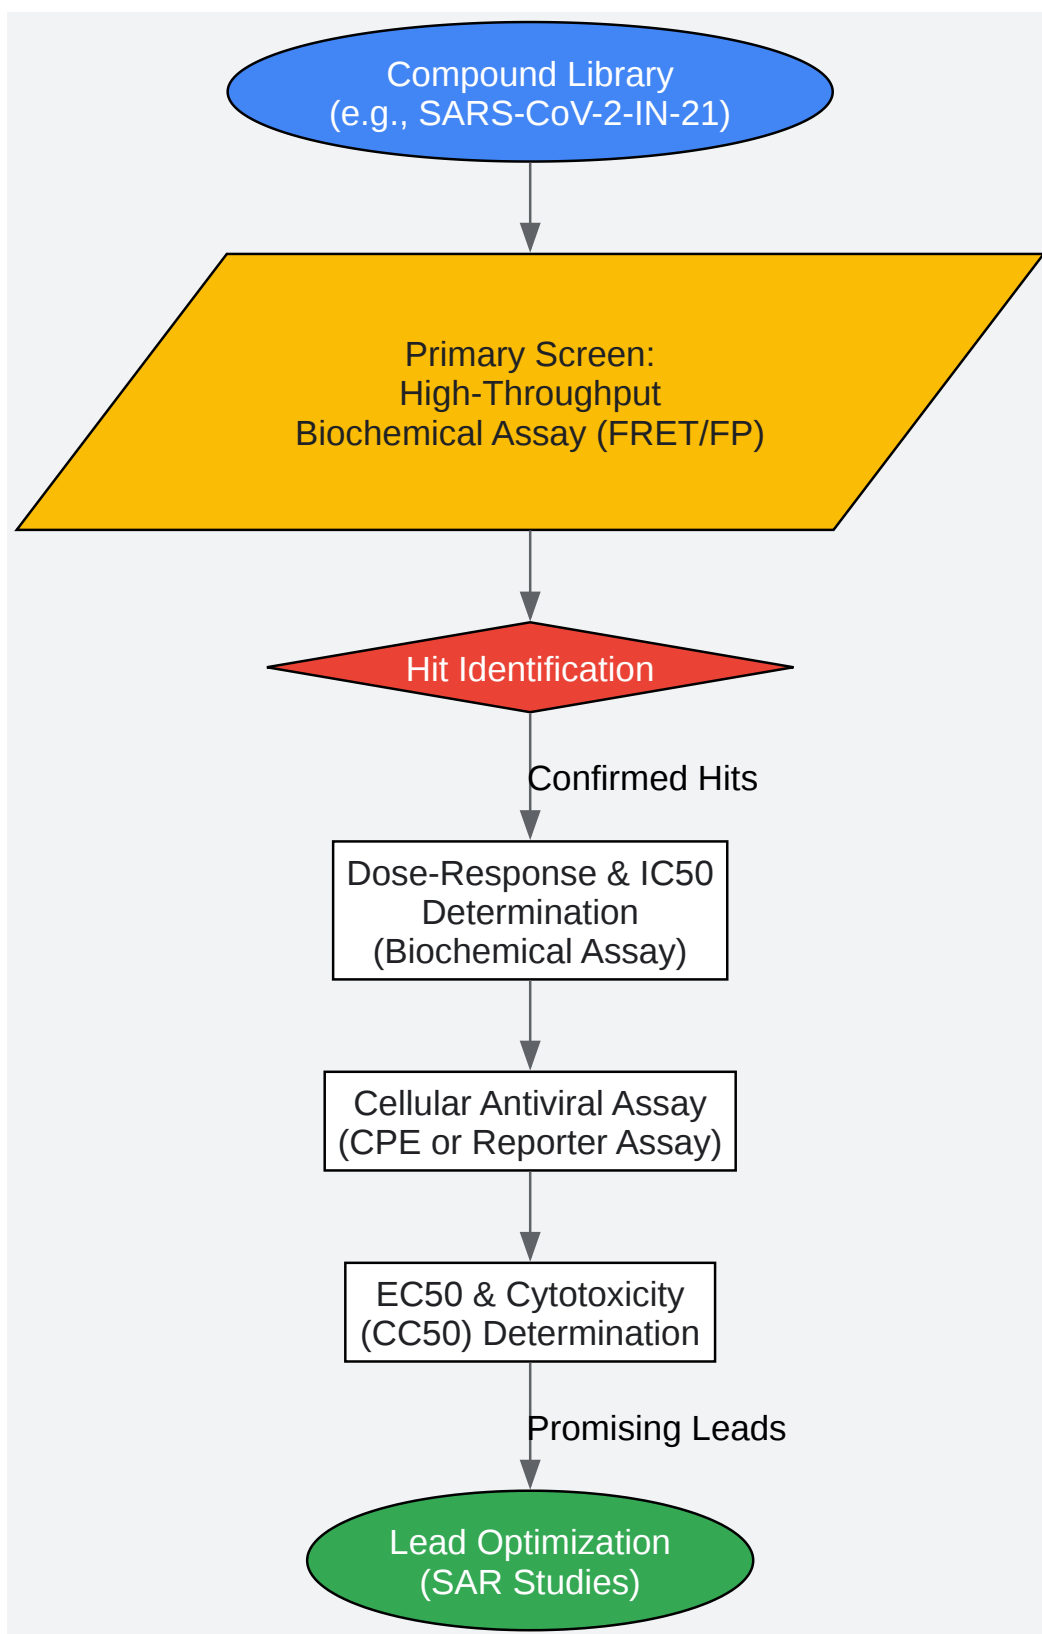 Compound Library
(e.g., SARS-CoV-2-IN-21)
Primary Screen:
High-Throughput
Biochemical Assay (FRET/FP)
Hit Identification
Confirmed Hits
Dose-Response & IC50
Determination
(Biochemical Assay)
Cellular Antiviral Assay
(CPE or Reporter Assay)
EC50 & Cytotoxicity
(CC50) Determination
Promising Leads
Lead Optimization
(SAR Studies)